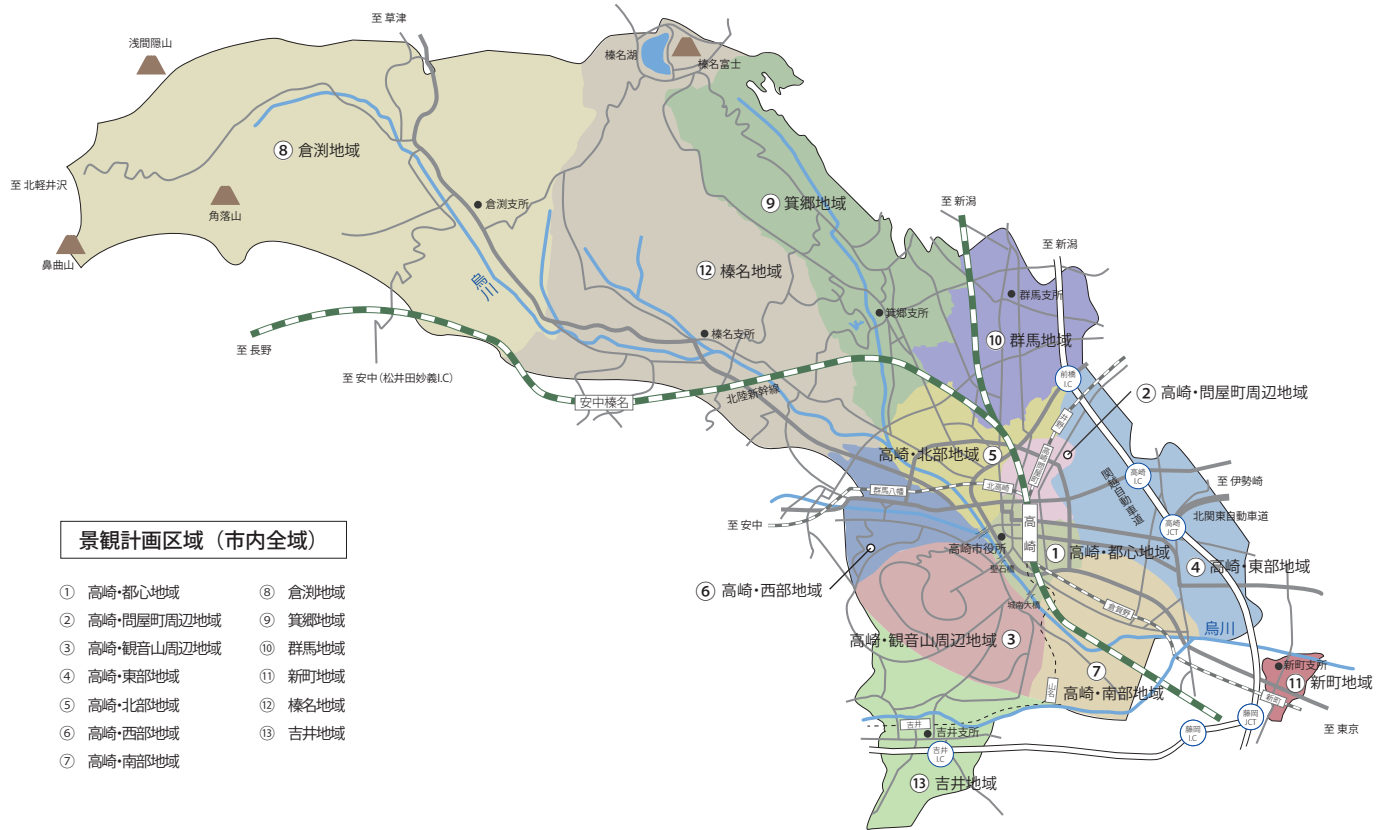 至 草津
浅間隠山
榛名湖
榛名富士
⑧ 倉渕地域
至 北軽井沢
角落山
倉渕支所
鼻曲山
烏川
⑨ 箕郷地域
至 新潟
至 新潟
⑫ 榛名地域
群馬支所
箕郷支所
榛名支所
⑩ 群馬地域
至 長野
至 安中(松井田妙義I.C)
安中榛名
北陸新幹線
前橋
I.C
② 高崎・問屋町周辺地域
井野
高崎・北部地域 ⑤
高崎問屋町
関越自動車道
高崎
I.C
至 伊勢崎
群馬八幡
北高崎
北関東自動車道
至 安中
高崎
高崎
JCT
高崎市役所
① 高崎・都心地域
④ 高崎・東部地域
聖石橋
⑥ 高崎・西部地域
城南大橋
倉賀野
烏川
高崎・観音山周辺地域 ③
新町支所
⑦
高崎・南部地域
山名
⑪ 新町地域
新町
吉井
吉井支所
藤岡
I.C
藤岡
JCT
至 東京
吉井
I.C
⑬ 吉井地域
景観計画区域(市内全域)
① 高崎・都心地域
② 高崎・問屋町周辺地域
③ 高崎・観音山周辺地域
④ 高崎・東部地域
⑤ 高崎・北部地域
⑥ 高崎・西部地域
⑦ 高崎・南部地域
⑧ 倉渕地域
⑨ 箕郷地域
⑩ 群馬地域
⑪ 新町地域
⑫ 榛名地域
⑬ 吉井地域